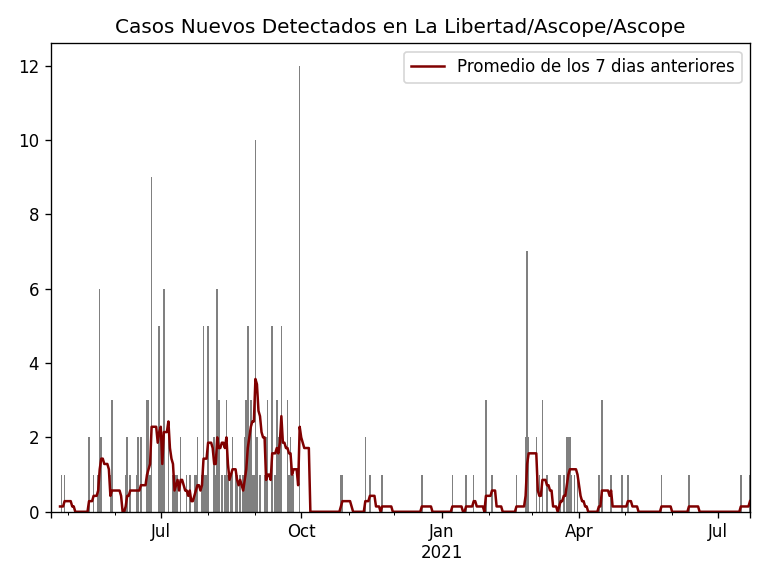 Casos Nuevos Detectados en La Libertad/Ascope/Ascope
Promedio de los 7 dias anteriores
12
10
8
6
4
2
0
Jul
Oct
Jan
2021
Apr
Jul